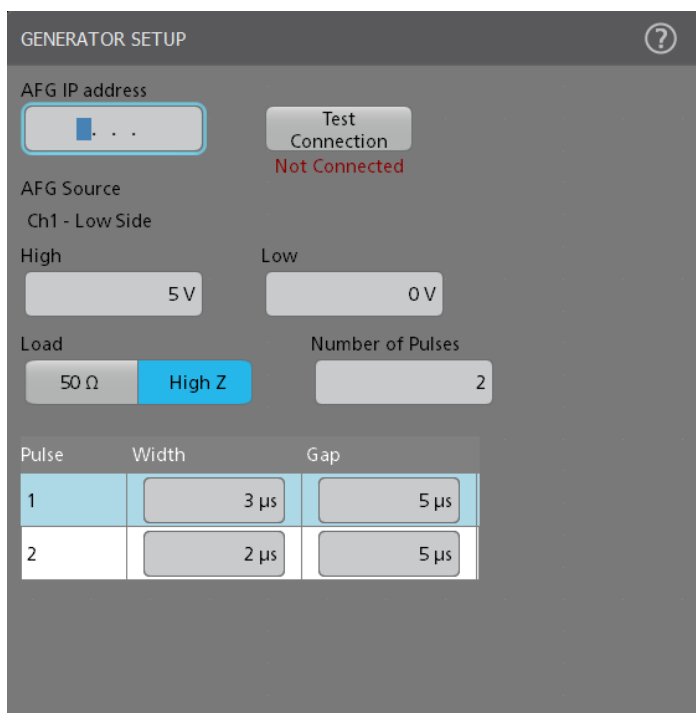 GENERATOR SETUP
?
AFG IP address
. . .
Test
Connection
Not Connected
AFG Source
Ch1 - Low Side
High Low
5 V 0 V
Load Number of Pulses
50 Ω High Z 2
Pulse Width Gap
1 3 µs 5 µs
2 2 µs 5 µs